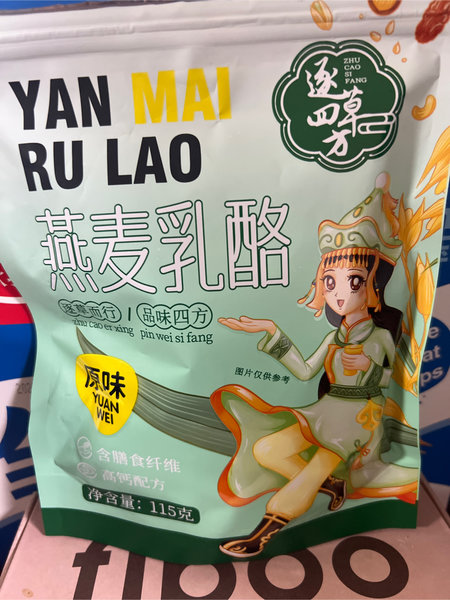 YAN MAI
RU LAO
ZHU
CAO
SI
FANG
逐草四方
燕麦乳酪
逐草而行 / 品味四方
zhu cao er xing pin wei si fang
图片仅供参考
原味
YUAN
WEI
含膳食纤维
高钙配方
净含量：115克